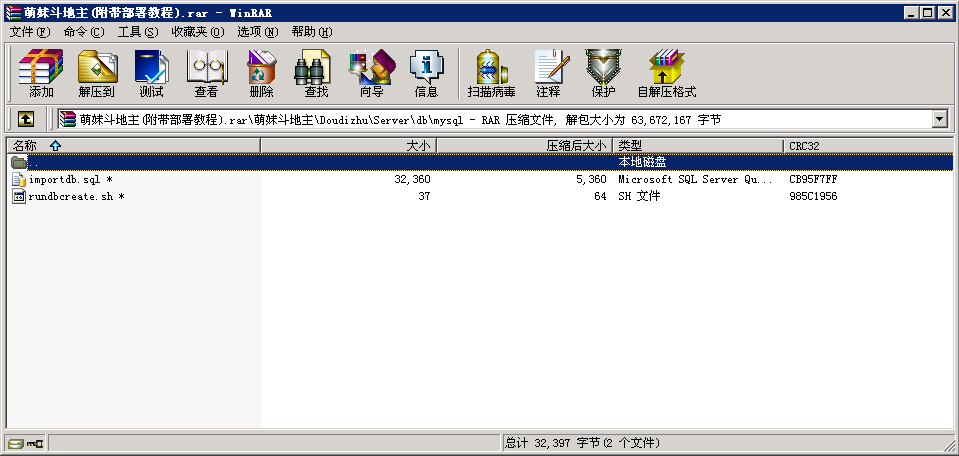 萌妹斗地主(附带部署教程).rar - WinRAR
文件(F) 命令(C) 工具(S) 收藏夹(O) 选项(N) 帮助(H)
添加 解压到 测试 查看 删除 查找 向导 信息 扫描病毒 注释 保护 自解压格式
萌妹斗地主(附带部署教程).rar\萌妹斗地主\Doudizhu\Server\db\mysql - RAR 压缩文件, 解包大小为 63,672,167 字节
名称 大小 压缩后大小 类型 CRC32
.. 本地磁盘
importdb.sql * 32,360 5,360 Microsoft SQL Server Qu... CB95F7FF
rundbcreate.sh * 37 64 SH 文件 985C1956
总计 32,397 字节(2 个文件)